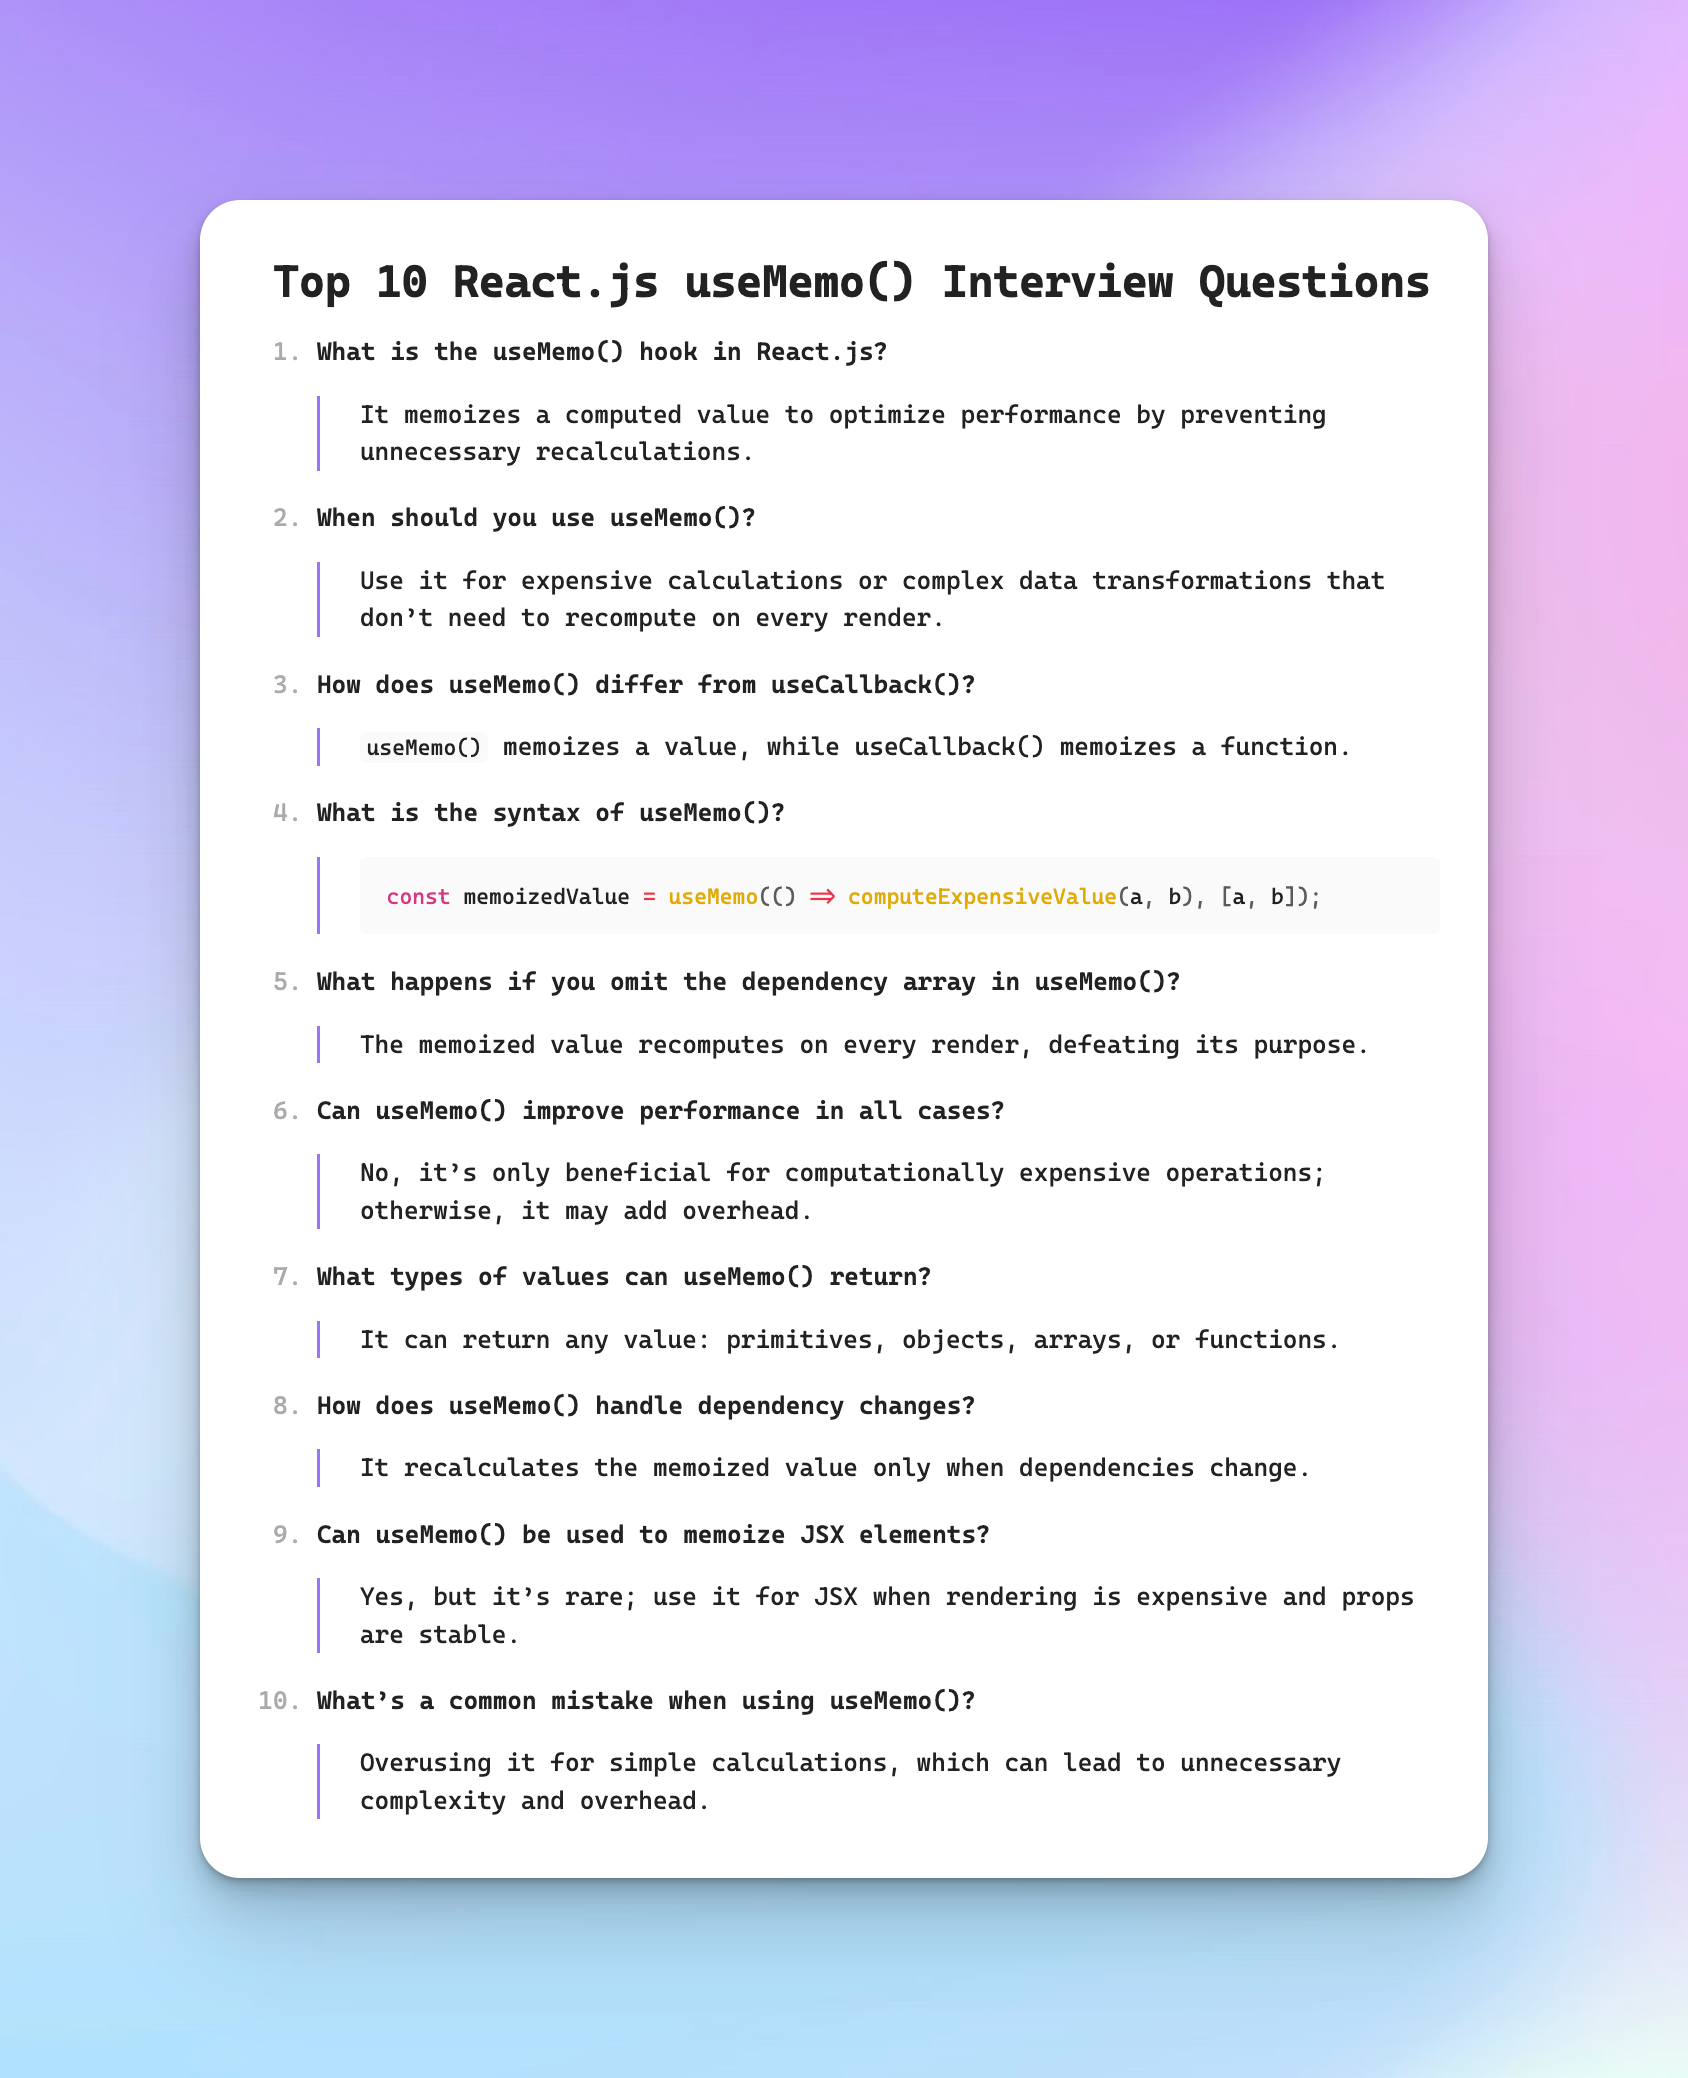 Top 10 React.js useMemo() Interview Questions
1. What is the useMemo() hook in React.js?
It memoizes a computed value to optimize performance by preventing
unnecessary recalculations.
2. When should you use useMemo()?
Use it for expensive calculations or complex data transformations that
don’t need to recompute on every render.
3. How does useMemo() differ from useCallback()?
useMemo() memoizes a value, while useCallback() memoizes a function.
4. What is the syntax of useMemo()?
const memoizedValue = useMemo(() => computeExpensiveValue(a, b), [a, b]);
5. What happens if you omit the dependency array in useMemo()?
The memoized value recomputes on every render, defeating its purpose.
6. Can useMemo() improve performance in all cases?
No, it’s only beneficial for computationally expensive operations;
otherwise, it may add overhead.
7. What types of values can useMemo() return?
It can return any value: primitives, objects, arrays, or functions.
8. How does useMemo() handle dependency changes?
It recalculates the memoized value only when dependencies change.
9. Can useMemo() be used to memoize JSX elements?
Yes, but it’s rare; use it for JSX when rendering is expensive and props
are stable.
10. What’s a common mistake when using useMemo()?
Overusing it for simple calculations, which can lead to unnecessary
complexity and overhead.